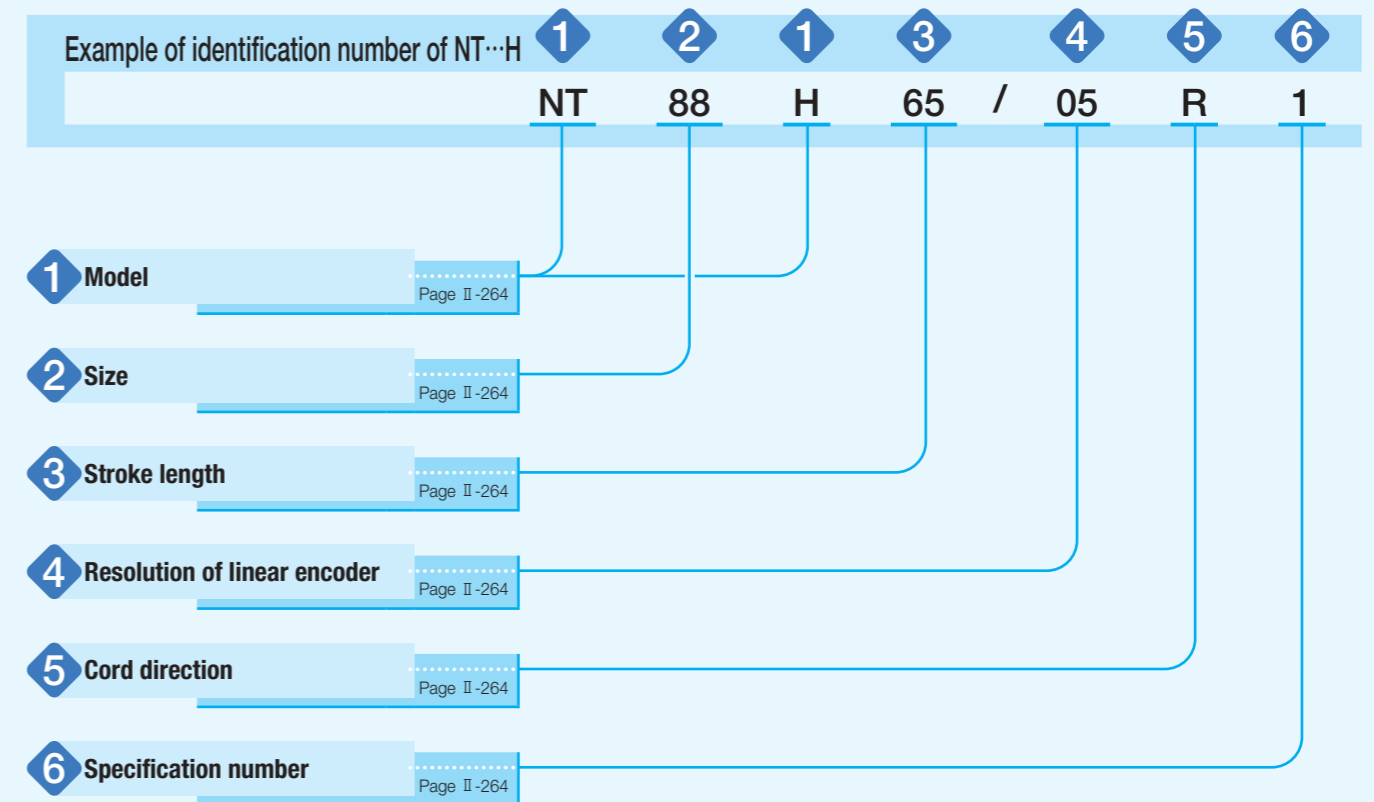 Example of identification number of NT···H
1 2 1 3 4 5 6
NT 88 H 65 / 05 R 1
1 Model
Page Ⅱ-264
2 Size
Page Ⅱ-264
3 Stroke length
Page Ⅱ-264
4 Resolution of linear encoder
Page Ⅱ-264
5 Cord direction
Page Ⅱ-264
6 Specification number
Page Ⅱ-264